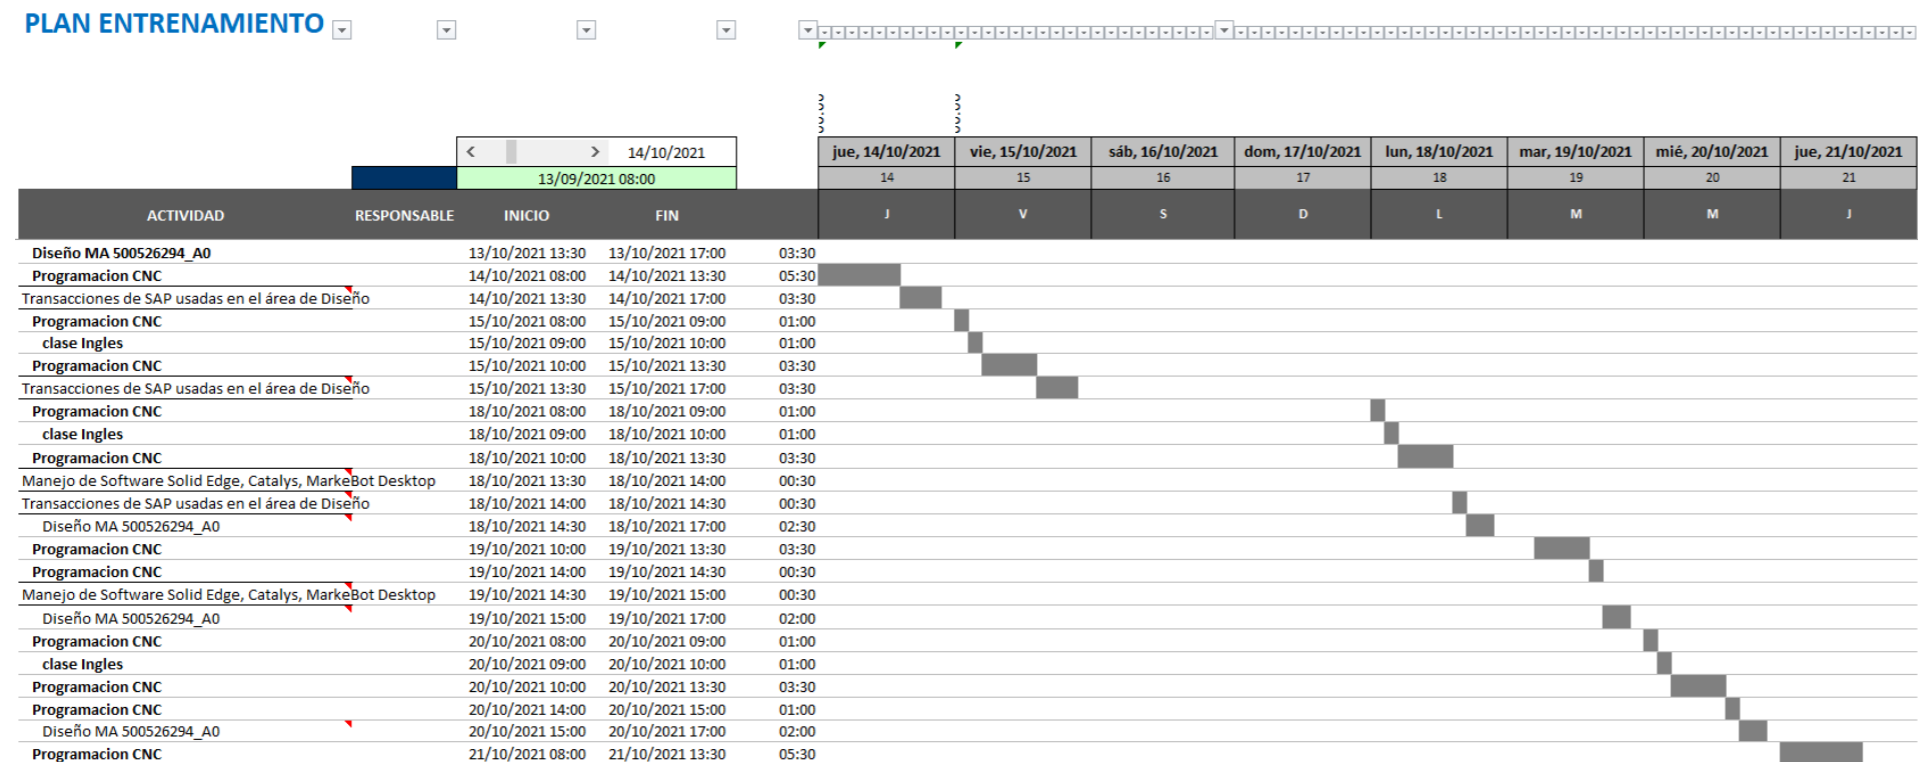 PLAN ENTRENAMIENTO
14/10/2021 jue, 14/10/2021 vie, 15/10/2021 sáb, 16/10/2021 dom, 17/10/2021 lun, 18/10/2021 mar, 19/10/2021 mié, 20/10/2021 jue, 21/10/2021
13/09/2021 08:00 14 15 16 17 18 19 20 21
ACTIVIDAD RESPONSABLE INICIO FIN J V S D L M M J
Diseño MA 500526294_A0 13/10/2021 13:30 13/10/2021 17:00 03:30
Programacion CNC 14/10/2021 08:00 14/10/2021 13:30 05:30
Transacciones de SAP usadas en el área de Diseño 14/10/2021 13:30 14/10/2021 17:00 03:30
Programacion CNC 15/10/2021 08:00 15/10/2021 09:00 01:00
clase Ingles 15/10/2021 09:00 15/10/2021 10:00 01:00
Programacion CNC 15/10/2021 10:00 15/10/2021 13:30 03:30
Transacciones de SAP usadas en el área de Diseño 15/10/2021 13:30 15/10/2021 17:00 03:30
Programacion CNC 18/10/2021 08:00 18/10/2021 09:00 01:00
clase Ingles 18/10/2021 09:00 18/10/2021 10:00 01:00
Programacion CNC 18/10/2021 10:00 18/10/2021 13:30 03:30
Manejo de Software Solid Edge, Catalys, MarkeBot Desktop 18/10/2021 13:30 18/10/2021 14:00 00:30
Transacciones de SAP usadas en el área de Diseño 18/10/2021 14:00 18/10/2021 14:30 00:30
Diseño MA 500526294_A0 18/10/2021 14:30 18/10/2021 17:00 02:30
Programacion CNC 19/10/2021 10:00 19/10/2021 13:30 03:30
Programacion CNC 19/10/2021 14:00 19/10/2021 14:30 00:30
Manejo de Software Solid Edge, Catalys, MarkeBot Desktop 19/10/2021 14:30 19/10/2021 15:00 00:30
Diseño MA 500526294_A0 19/10/2021 15:00 19/10/2021 17:00 02:00
Programacion CNC 20/10/2021 08:00 20/10/2021 09:00 01:00
clase Ingles 20/10/2021 09:00 20/10/2021 10:00 01:00
Programacion CNC 20/10/2021 10:00 20/10/2021 13:30 03:30
Programacion CNC 20/10/2021 14:00 20/10/2021 15:00 01:00
Diseño MA 500526294_A0 20/10/2021 15:00 20/10/2021 17:00 02:00
Programacion CNC 21/10/2021 08:00 21/10/2021 13:30 05:30